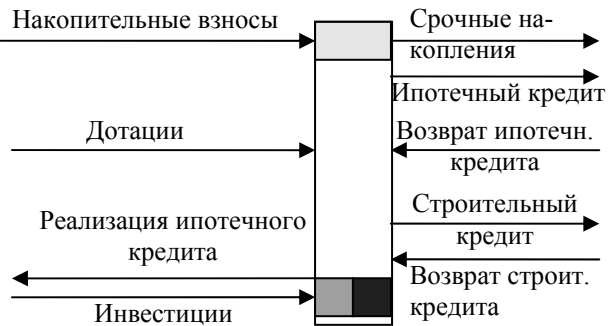 Накопительные взносы
Срочные на-
копления
Ипотечный кредит
Дотации
Возврат ипотечн.
кредита
Строительный
кредит
Реализация ипотечного
кредита
Возврат строит.
кредита
Инвестиции